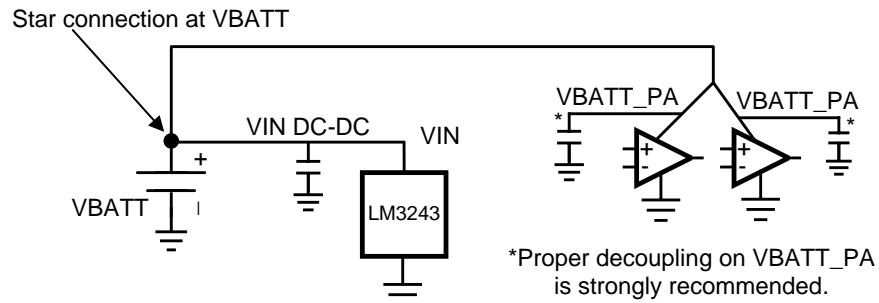 Star connection at VBATT
VBATT_PA
VBATT_PA
*
*
VIN DC-DC
VIN
+
+
-
+
-
VBATT
LM3243
*Proper decoupling on VBATT_PA
is strongly recommended.